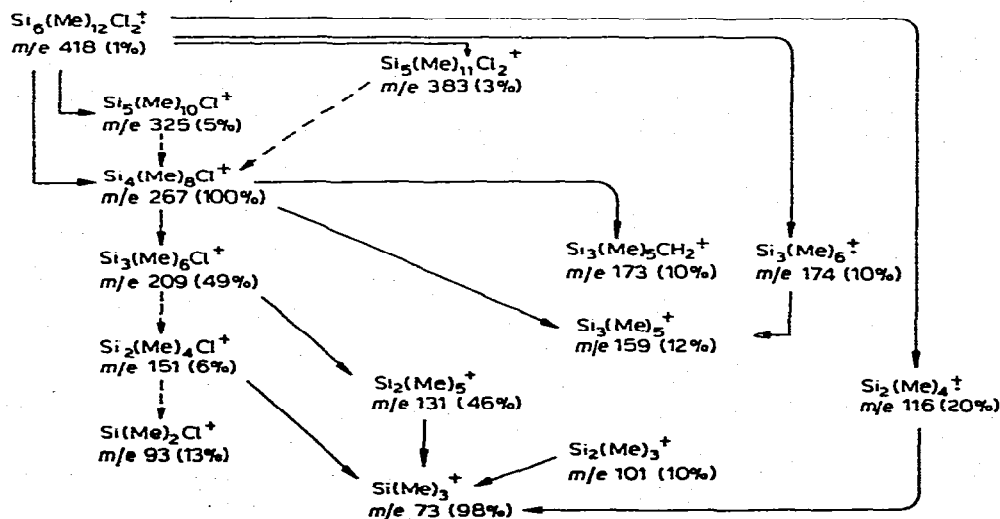 Si₆(Me)₁₂Cl₂⁺·
m/e 418 (1%)
Si₅(Me)₁₁Cl₂⁺
m/e 383 (3%)
Si₅(Me)₁₀Cl⁺
m/e 325 (5%)
Si₄(Me)₈Cl⁺
m/e 267 (100%)
Si₃(Me)₆Cl⁺
m/e 209 (49%)
Si₃(Me)₅CH₂⁺
m/e 173 (10%)
Si₃(Me)₆⁺·
m/e 174 (10%)
Si₃(Me)₅⁺
m/e 159 (12%)
Si₂(Me)₄Cl⁺
m/e 151 (6%)
Si₂(Me)₅⁺
m/e 131 (46%)
Si₂(Me)₄⁺·
m/e 116 (20%)
Si(Me)₂Cl⁺
m/e 93 (13%)
Si₂(Me)₃⁺
m/e 101 (10%)
Si(Me)₃⁺
m/e 73 (98%)